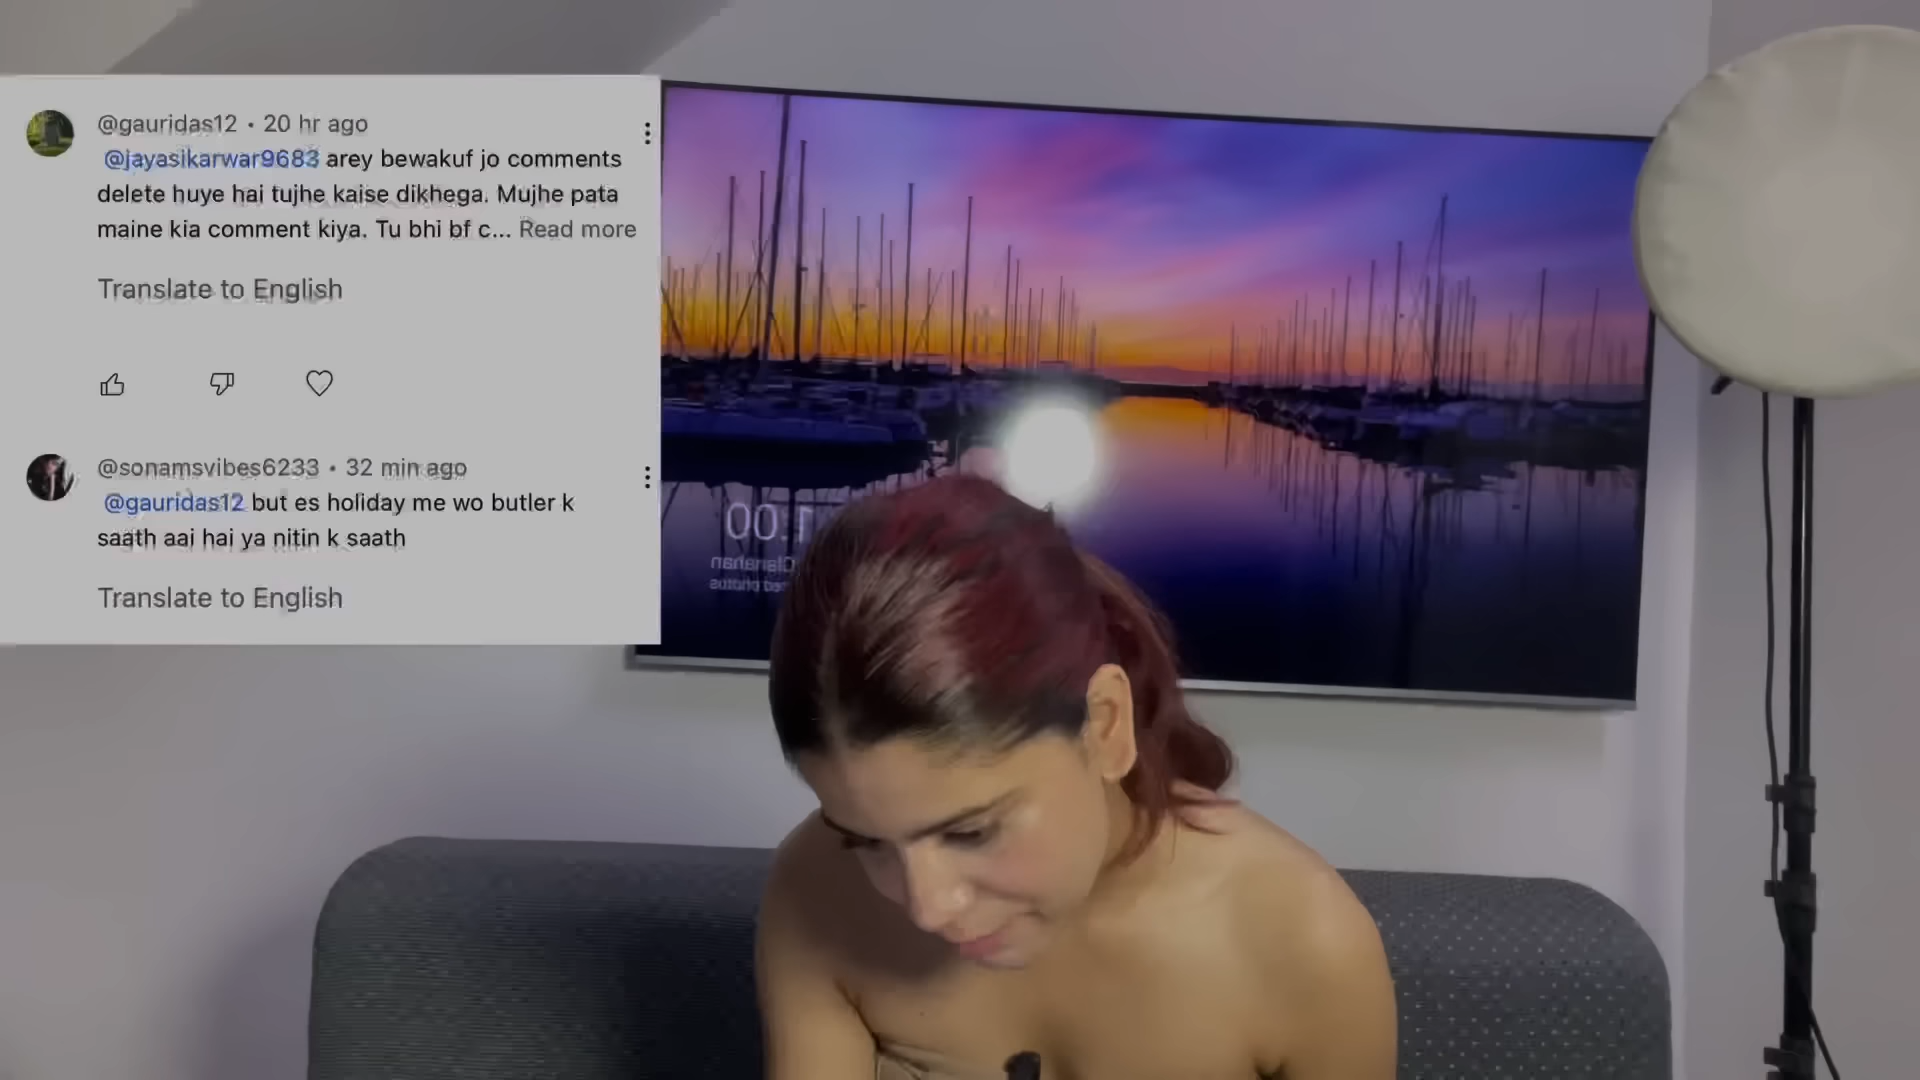 @gauridas12 • 20 hr ago
@jayasikarwar9683 arey bewakuf jo comments
delete huye hai tujhe kaise dikhega. Mujhe pata
maine kia comment kiya. Tu bhi bf c... Read more
Translate to English
@sonamsvibes6233 • 32 min ago
@gauridas12 but es holiday me wo butler k
saath aai hai ya nitin k saath
Translate to English
Clanahan
photos